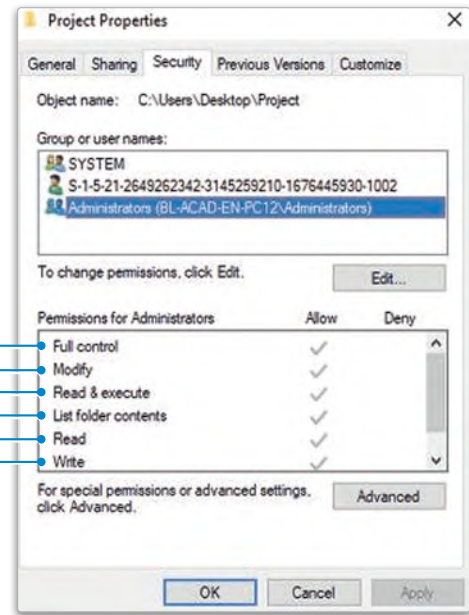 Project Properties
General Sharing Security Previous Versions Customize
Object name: C:\Users\Desktop\Project
Group or user names:
SYSTEM
S-1-5-21-2649262342-3145259210-1676445930-1002
Administrators (BL-ACAD-EN-PC12\Administrators)
To change permissions, click Edit.
Edit...
Permissions for Administrators Allow Deny
Full control
Modify
Read & execute
List folder contents
Read
Write
For special permissions or advanced settings,
click Advanced.
Advanced
OK Cancel Apply